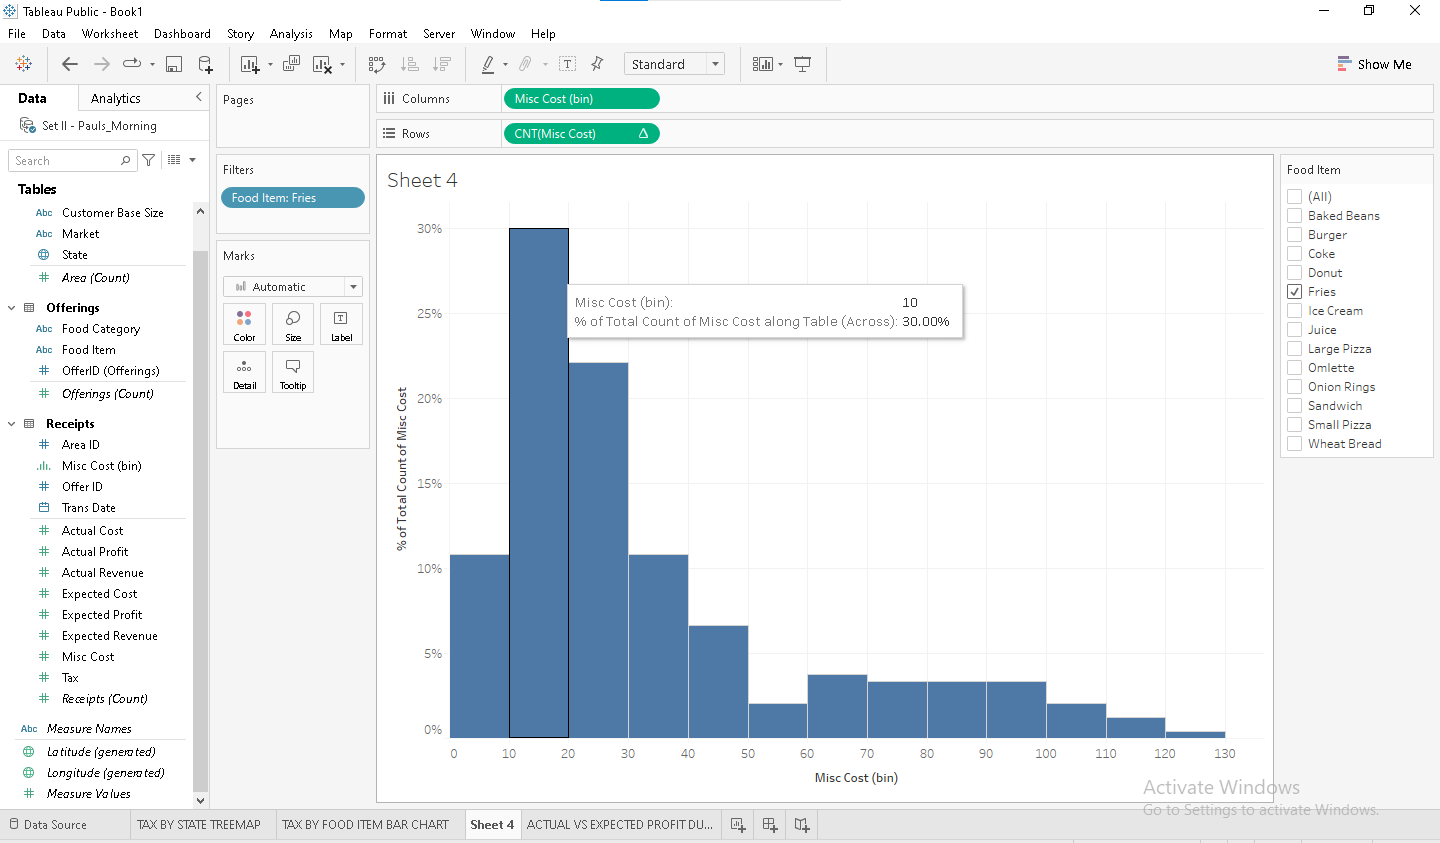 Tableau Public - Book1
File Data Worksheet Dashboard Story Analysis Map Format Server Window Help
Standard
Show Me
Data Analytics
Set II - Pauls_Morning
Search
Tables
Abc Customer Base Size
Abc Market
State
Area (Count)
Offerings
Abc Food Category
Abc Food Item
OfferID (Offerings)
Offerings (Count)
Receipts
Area ID
Misc Cost (bin)
Offer ID
Trans Date
Actual Cost
Actual Profit
Actual Revenue
Expected Cost
Expected Profit
Expected Revenue
Misc Cost
Tax
Receipts (Count)
Abc Measure Names
Latitude (generated)
Longitude (generated)
Measure Values
Pages
Filters
Food Item: Fries
Marks
Automatic
Color Size Label
Detail Tooltip
Columns Misc Cost (bin)
Rows CNT(Misc Cost) Δ
Sheet 4
30%
25%
20%
15%
10%
5%
0%
% of Total Count of Misc Cost
Misc Cost (bin): 10
% of Total Count of Misc Cost along Table (Across): 30.00%
0 10 20 30 40 50 60 70 80 90 100 110 120 130
Misc Cost (bin)
Food Item
(All)
Baked Beans
Burger
Coke
Donut
Fries
Ice Cream
Juice
Large Pizza
Omlette
Onion Rings
Sandwich
Small Pizza
Wheat Bread
Activate Windows
Go to Settings to activate Windows.
Data Source TAX BY STATE TREEMAP TAX BY FOOD ITEM BAR CHART Sheet 4 ACTUAL VS EXPECTED PROFIT DU...